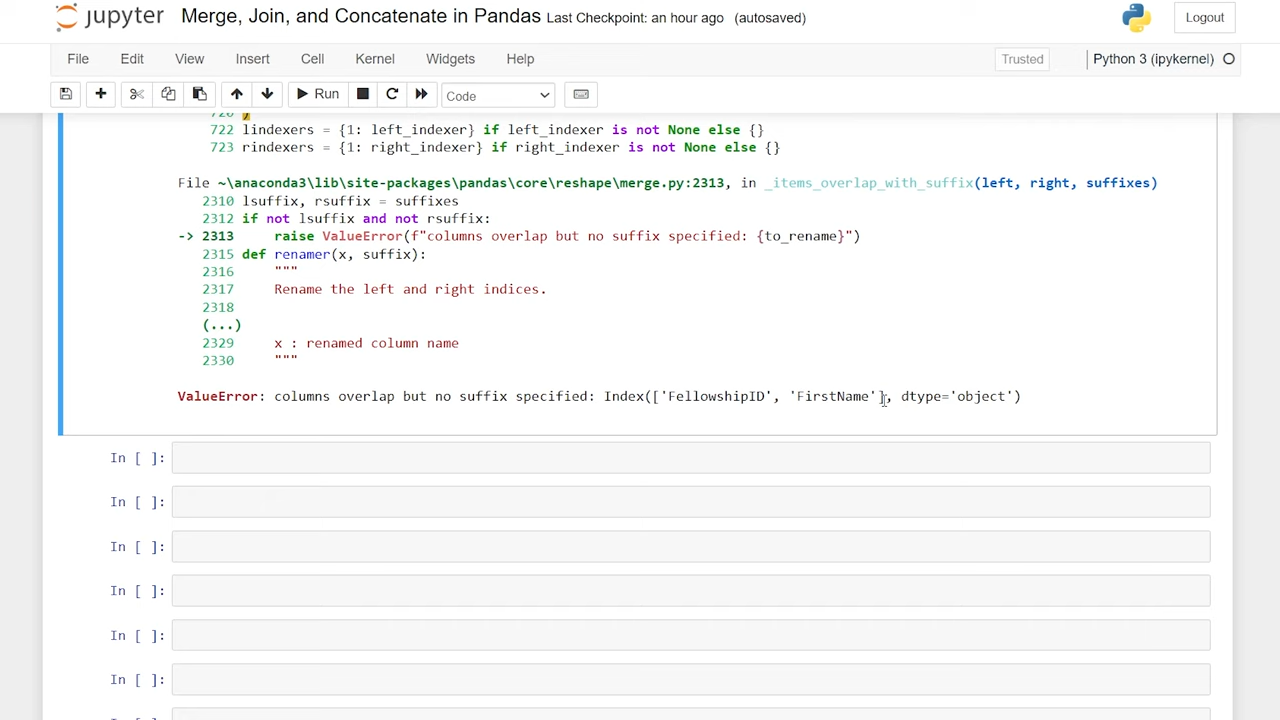 jupyter Merge, Join, and Concatenate in Pandas Last Checkpoint: an hour ago (autosaved) Logout
File Edit View Insert Cell Kernel Widgets Help Trusted Python 3 (ipykernel)
Run Code
720 )
722 lindexers = {1: left_indexer} if left_indexer is not None else {}
723 rindexers = {1: right_indexer} if right_indexer is not None else {}
File ~\anaconda3\lib\site-packages\pandas\core\reshape\merge.py:2313, in _items_overlap_with_suffix(left, right, suffixes)
2310 lsuffix, rsuffix = suffixes
2312 if not lsuffix and not rsuffix:
-> 2313 raise ValueError(f"columns overlap but no suffix specified: {to_rename}")
2315 def renamer(x, suffix):
2316 """
2317 Rename the left and right indices.
2318
(...)
2329 x : renamed column name
2330 """
ValueError: columns overlap but no suffix specified: Index(['FellowshipID', 'FirstName'], dtype='object')
In [ ]:
In [ ]:
In [ ]:
In [ ]:
In [ ]:
In [ ]: